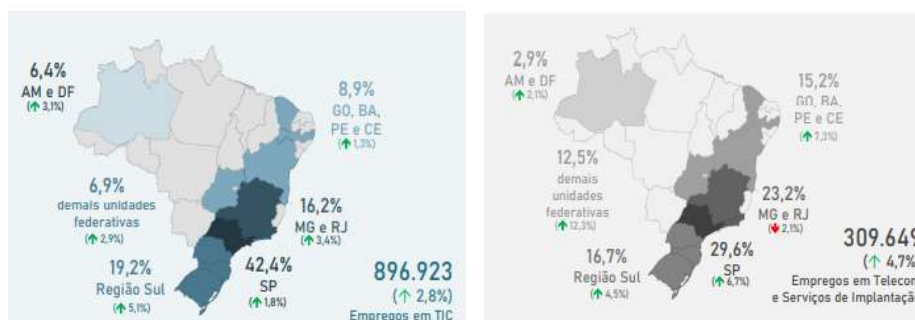 6,4%
AM e DF
(↑ 3,1%)
8,9%
GO, BA,
PE e CE
(↑ 1,3%)
6,9%
demais unidades
federativas
(↑ 2,9%)
16,2%
MG e RJ
(↑ 3,4%)
19,2%
Região Sul
(↑ 5,1%)
42,4%
SP
(↑ 1,8%)
896.923
(↑ 2,8%)
Empregos em TIC
2,9%
AM e DF
(↑ 2,1%)
15,2%
GO, BA,
PE e CE
(↑ 7,3%)
12,5%
demais
unidades
federativas
(↑ 12,3%)
23,2%
MG e RJ
(↓ 2,1%)
16,7%
Região Sul
(↑ 4,5%)
29,6%
SP
(↑ 6,7%)
309.649
(↑ 4,7%
Empregos em Telecom
e Serviços de Implantaçã